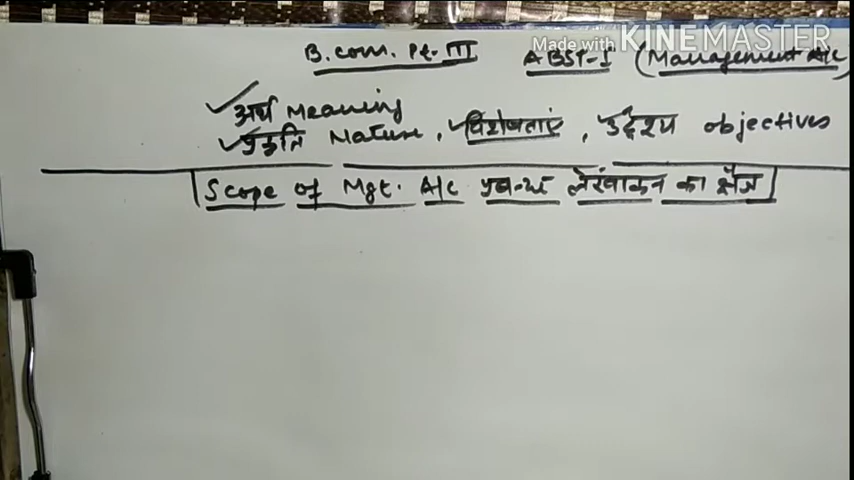 B.com. Pt. III ABST-I (Management A/c)
अर्थ Meaning
प्रकृति Nature, विशेषताएं, उद्देश्य objectives
Scope of Mgt. A/c प्रबन्ध लेखांकन का क्षेत्र
Made with KINEMASTER